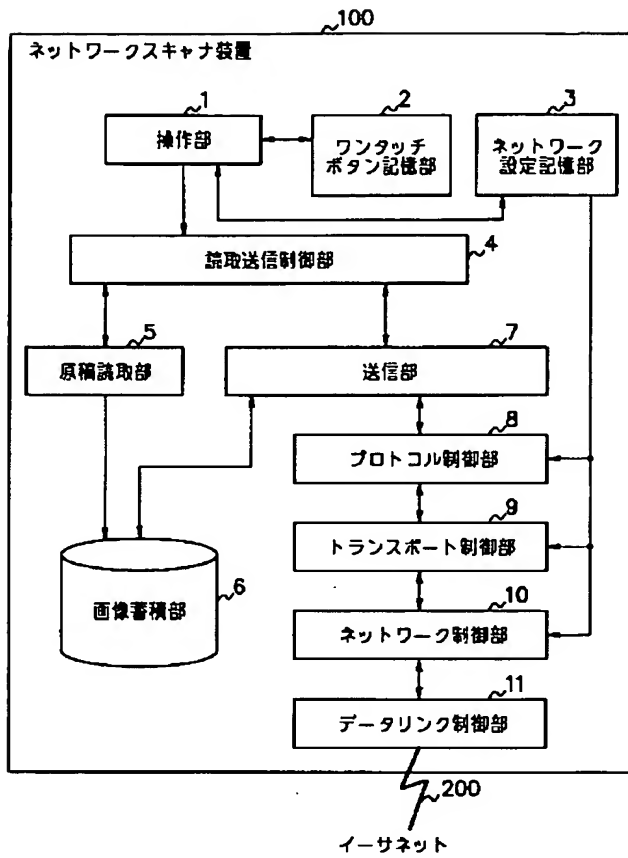 100
ネットワークスキャナ装置
1
操作部
2
ワンタッチ
ボタン記憶部
3
ネットワーク
設定記憶部
4
読取送信制御部
5
原稿読取部
7
送信部
8
プロトコル制御部
9
トランスポート制御部
6
画像蓄積部
10
ネットワーク制御部
11
データリンク制御部
200
イーサネット